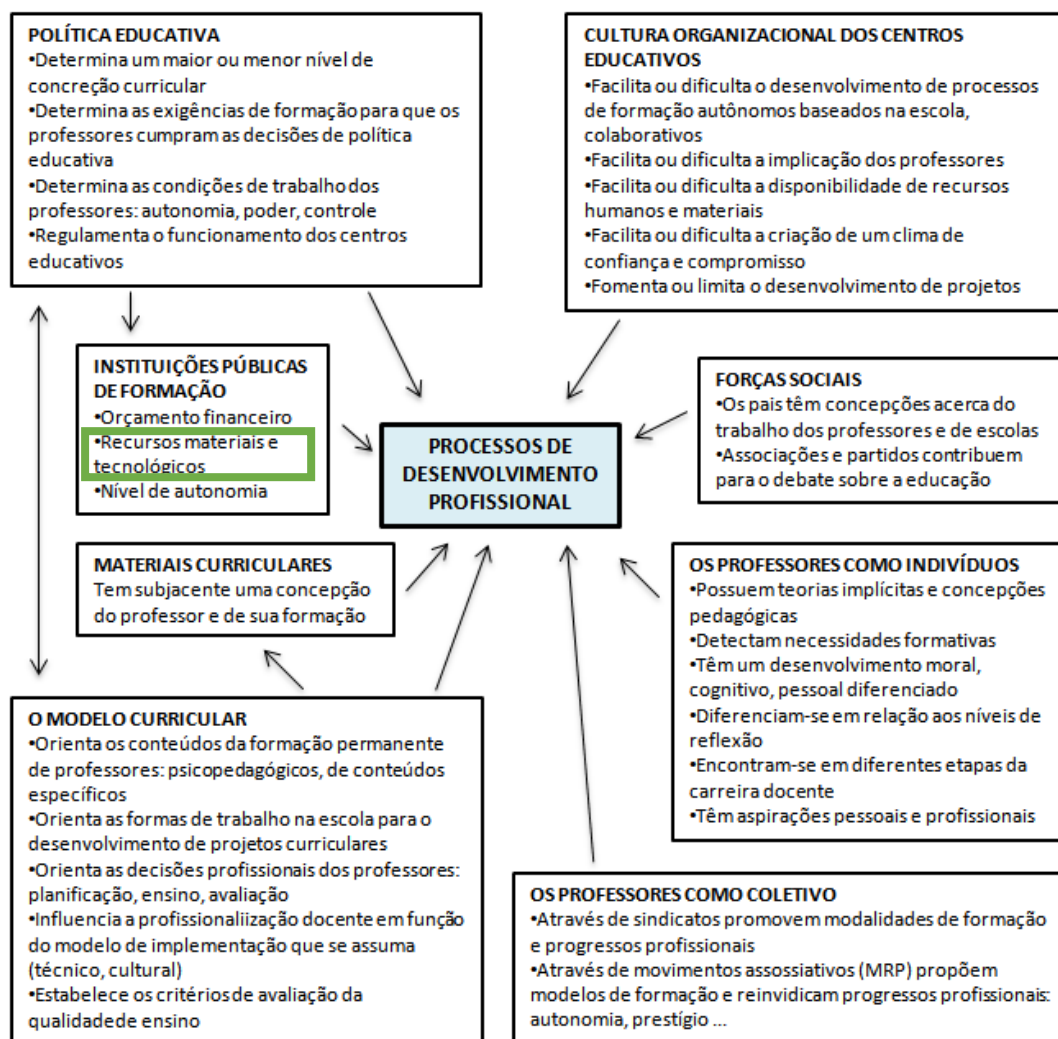 POLÍTICA EDUCATIVA
•Determina um maior ou menor nível de
concreção curricular
•Determina as exigências de formação para que os
professores cumpram as decisões de política
educativa
•Determina as condições de trabalho dos
professores: autonomia, poder, controle
•Regulamenta o funcionamento dos centros
educativos
CULTURA ORGANIZACIONAL DOS CENTROS
EDUCATIVOS
•Facilita ou dificulta o desenvolvimento de processos
de formação autônomos baseados na escola,
colaborativos
•Facilita ou dificulta a implicação dos professores
•Facilita ou dificulta a disponibilidade de recursos
humanos e materiais
•Facilita ou dificulta a criação de um clima de
confiança e compromisso
•Fomenta ou limita o desenvolvimento de projetos
INSTITUIÇÕES PÚBLICAS
DE FORMAÇÃO
•Orçamento financeiro
•Recursos materiais e
tecnológicos
•Nível de autonomia
PROCESSOS DE
DESENVOLVIMENTO
PROFISSIONAL
FORÇAS SOCIAIS
•Os pais têm concepções acerca do
trabalho dos professores e de escolas
•Associações e partidos contribuem
para o debate sobre a educação
MATERIAIS CURRICULARES
Tem subjacente uma concepção
do professor e de sua formação
OS PROFESSORES COMO INDIVÍDUOS
•Possuem teorias implícitas e concepções
pedagógicas
•Detectam necessidades formativas
•Têm um desenvolvimento moral,
cognitivo, pessoal diferenciado
•Diferenciam-se em relação aos níveis de
reflexão
•Encontram-se em diferentes etapas da
carreira docente
•Têm aspirações pessoais e profissionais
O MODELO CURRICULAR
•Orienta os conteúdos da formação permanente
de professores: psicopedagógicos, de conteúdos
específicos
•Orienta as formas de trabalho na escola para o
desenvolvimento de projetos curriculares
•Orienta as decisões profissionais dos professores:
planificação, ensino, avaliação
•Influencia a profissionaliização docente em função
do modelo de implementação que se assuma
(técnico, cultural)
•Estabelece os critérios de avaliação da
qualidadede ensino
OS PROFESSORES COMO COLETIVO
•Através de sindicatos promovem modalidades de formação
e progressos profissionais
•Através de movimentos assossiativos (MRP) propõem
modelos de formação e reinvidicam progressos profissionais:
autonomia, prestígio ...